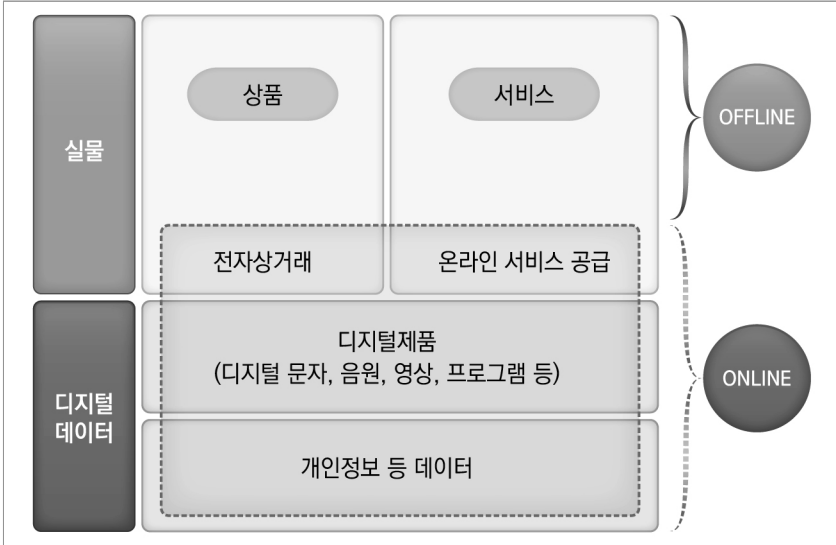 실물
상품
서비스
OFFLINE
전자상거래
온라인 서비스 공급
디지털
데이터
디지털제품
(디지털 문자, 음원, 영상, 프로그램 등)
개인정보 등 데이터
ONLINE